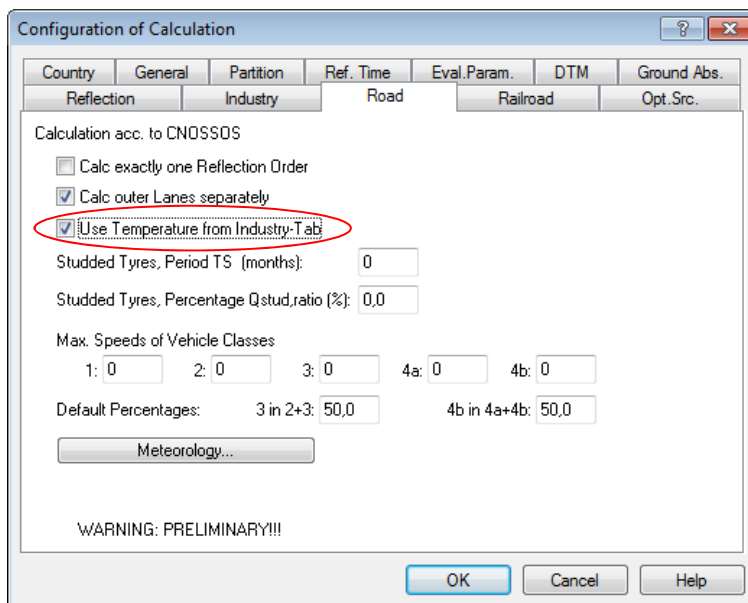 Configuration of Calculation
Country General Partition Ref. Time Eval.Param. DTM Ground Abs.
Reflection Industry Road Railroad Opt.Src.
Calculation acc. to CNOSSOS
Calc exactly one Reflection Order
Calc outer Lanes separately
Use Temperature from Industry-Tab
Studded Tyres, Period TS (months): 0
Studded Tyres, Percentage Qstud,ratio (%): 0,0
Max. Speeds of Vehicle Classes
1: 0 2: 0 3: 0 4a: 0 4b: 0
Default Percentages: 3 in 2+3: 50,0 4b in 4a+4b: 50,0
Meteorology...
WARNING: PRELIMINARY!!!
OK Cancel Help